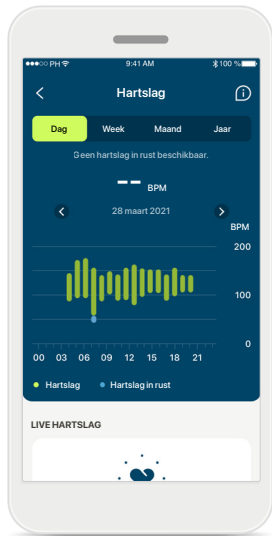 PH 9:41 AM 100 %
Hartslag
Dag Week Maand Jaar
Geen hartslag in rust beschikbaar.
-- BPM
28 maart 2021
BPM
200
100
0
00 03 06 09 12 15 18 21
Hartslag Hartslag in rust
LIVE HARTSLAG